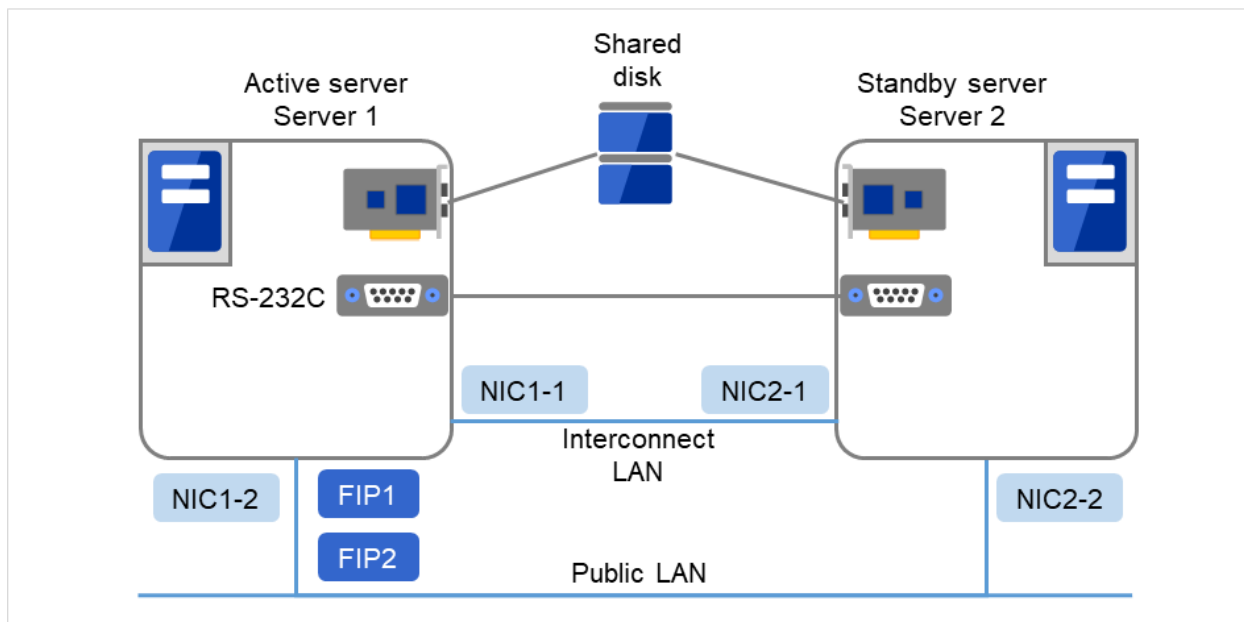 Shared
disk
Active server
Server 1
Standby server
Server 2
RS-232C
NIC1-1
NIC2-1
Interconnect
LAN
NIC1-2
FIP1
NIC2-2
FIP2
Public LAN